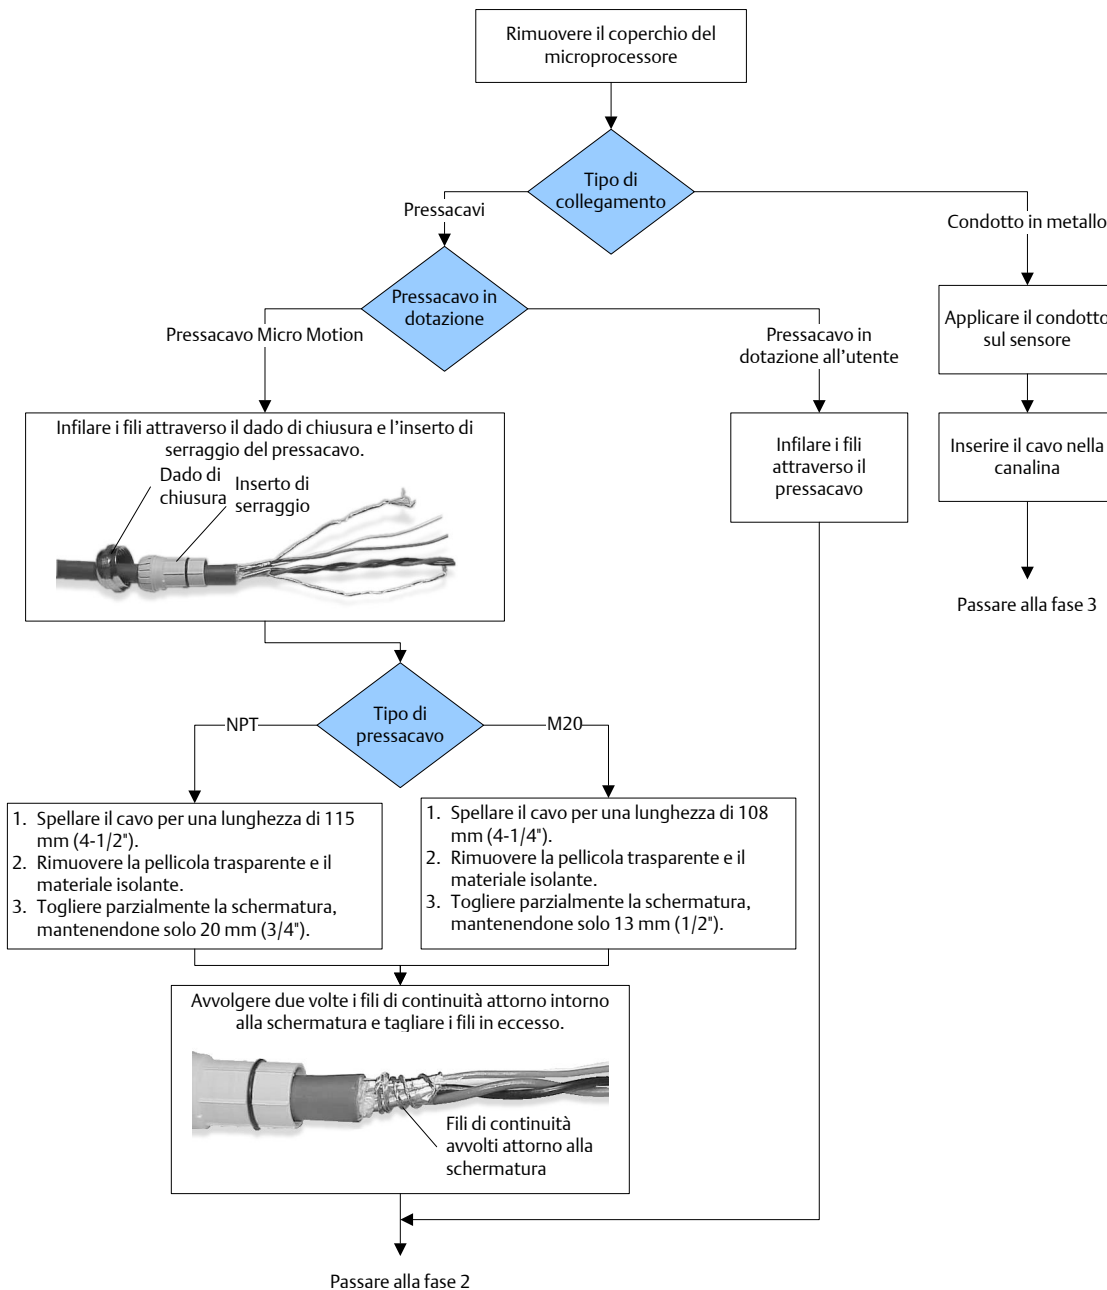 Rimuovere il coperchio del
microprocessore
Tipo di
collegamento
Pressacavi
Condotto in metallo
Pressacavo in
dotazione
Pressacavo Micro Motion
Pressacavo in
dotazione all'utente
Applicare il condotto
sul sensore
Infilare i fili attraverso il dado di chiusura e l'inserto di
serraggio del pressacavo.
Dado di
chiusura
Inserto di
serraggio
Infilare i fili
attraverso il
pressacavo
Inserire il cavo nella
canalina
Passare alla fase 3
Tipo di
pressacavo
NPT
M20
1. Spellare il cavo per una lunghezza di 115
mm (4-1/2").
2. Rimuovere la pellicola trasparente e il
materiale isolante.
3. Togliere parzialmente la schermatura,
mantenendone solo 20 mm (3/4").
1. Spellare il cavo per una lunghezza di 108
mm (4-1/4").
2. Rimuovere la pellicola trasparente e il
materiale isolante.
3. Togliere parzialmente la schermatura,
mantenendone solo 13 mm (1/2").
Avvolgere due volte i fili di continuità attorno intorno
alla schermatura e tagliare i fili in eccesso.
Fili di continuità
avvolti attorno alla
schermatura
Passare alla fase 2